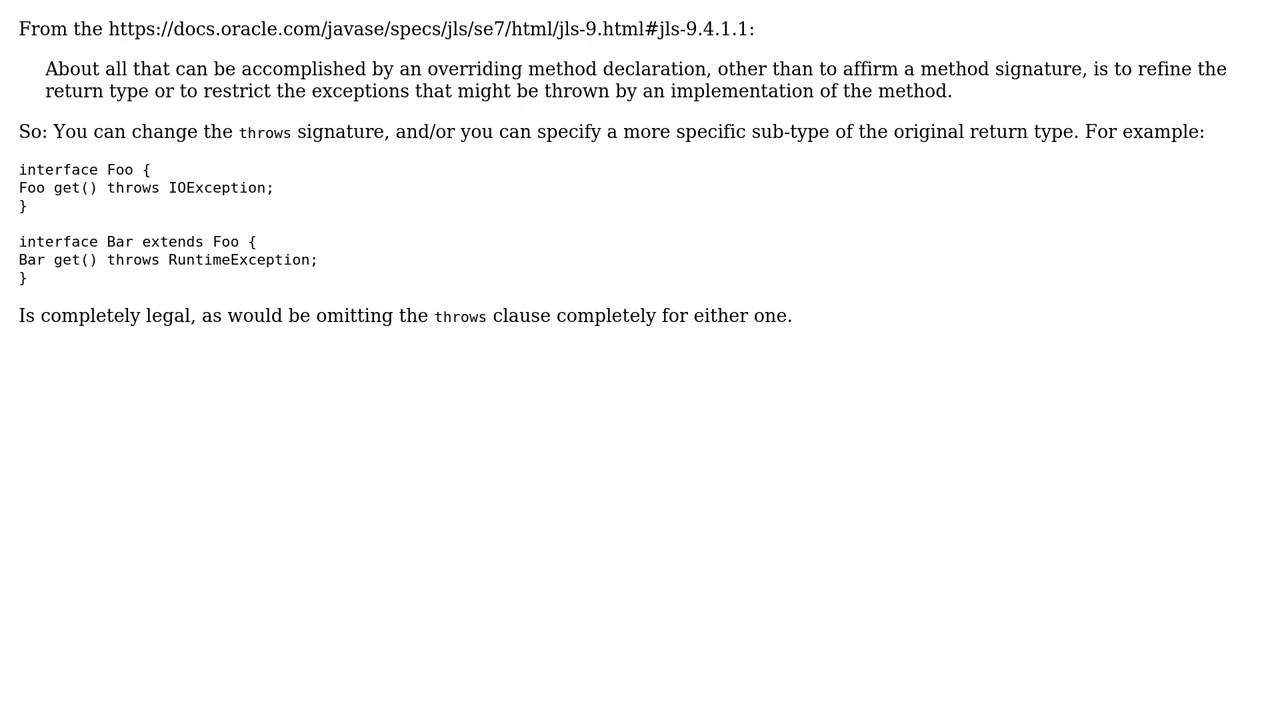 From the https://docs.oracle.com/javase/specs/jls/se7/html/jls-9.html#jls-9.4.1.1:
About all that can be accomplished by an overriding method declaration, other than to affirm a method signature, is to refine the
return type or to restrict the exceptions that might be thrown by an implementation of the method.
So: You can change the throws signature, and/or you can specify a more specific sub-type of the original return type. For example:
interface Foo {
Foo get() throws IOException;
}
interface Bar extends Foo {
Bar get() throws RuntimeException;
}
Is completely legal, as would be omitting the throws clause completely for either one.